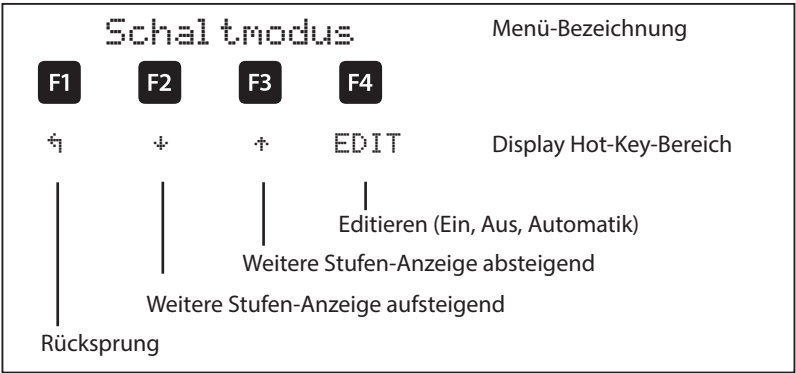 Schaltmodus Menü-Bezeichnung
F1 F2 F3 F4
↰ ↓ ↑ EDIT Display Hot-Key-Bereich
Editieren (Ein, Aus, Automatik)
Weitere Stufen-Anzeige absteigend
Weitere Stufen-Anzeige aufsteigend
Rücksprung